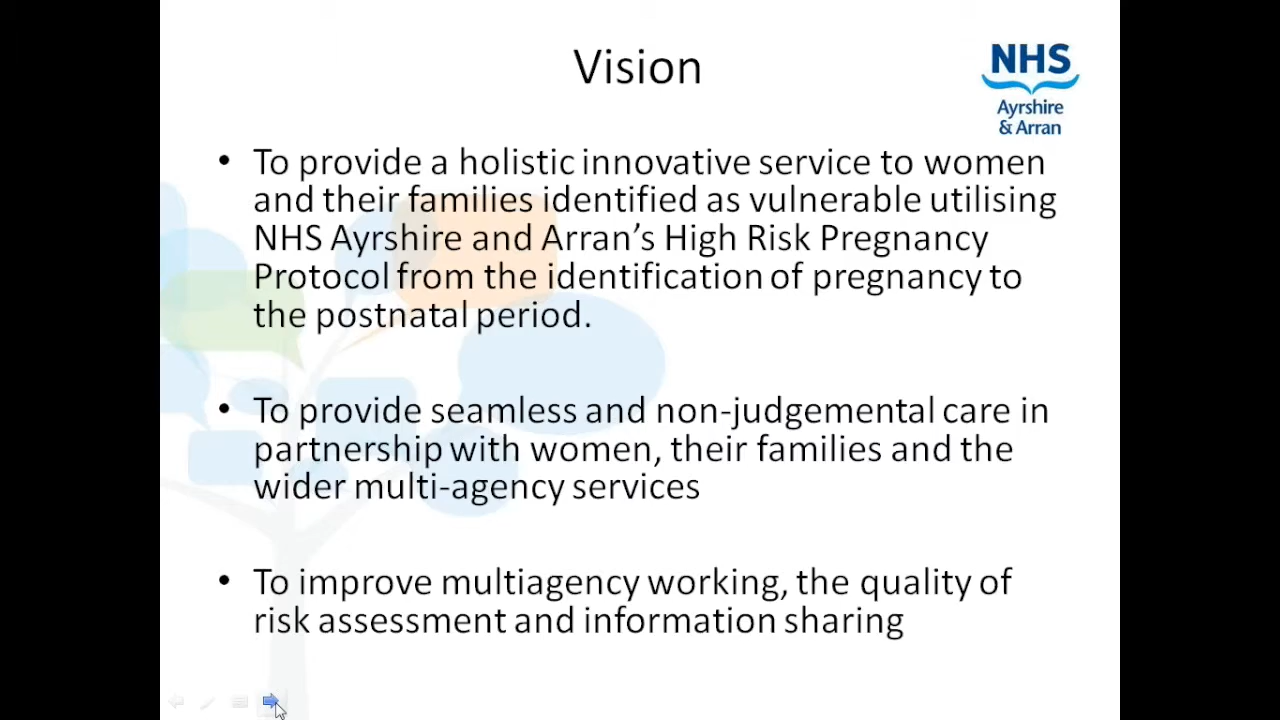 Vision
NHS
Ayrshire
& Arran
• To provide a holistic innovative service to women
and their families identified as vulnerable utilising
NHS Ayrshire and Arran’s High Risk Pregnancy
Protocol from the identification of pregnancy to
the postnatal period.
• To provide seamless and non-judgemental care in
partnership with women, their families and the
wider multi-agency services
• To improve multiagency working, the quality of
risk assessment and information sharing